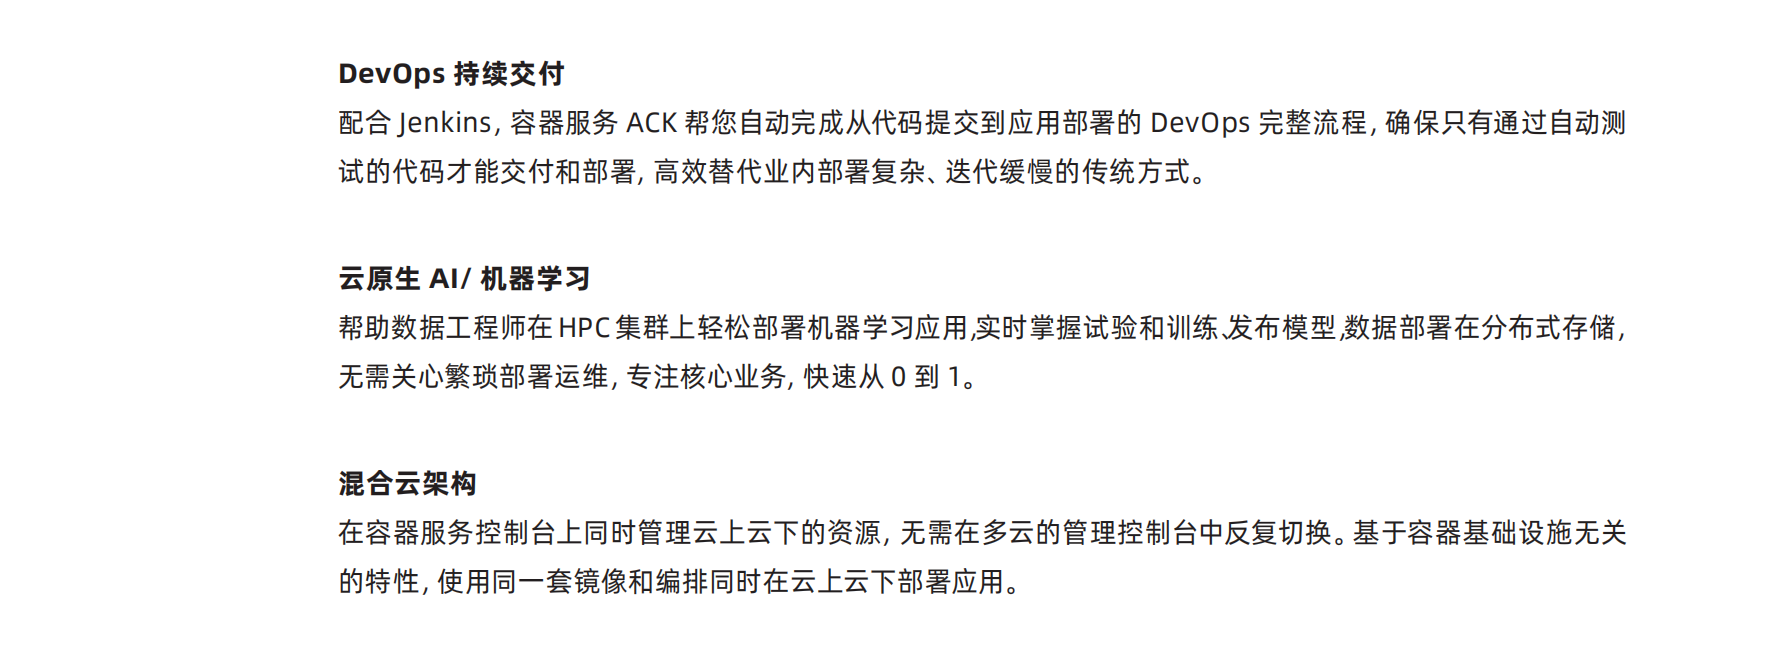 DevOps 持续交付
配合 Jenkins, 容器服务 ACK 帮您自动完成从代码提交到应用部署的 DevOps 完整流程, 确保只有通过自动测
试的代码才能交付和部署, 高效替代业内部署复杂、迭代缓慢的传统方式。
云原生 AI/ 机器学习
帮助数据工程师在 HPC 集群上轻松部署机器学习应用,实时掌握试验和训练、发布模型,数据部署在分布式存储,
无需关心繁琐部署运维, 专注核心业务, 快速从 0 到 1。
混合云架构
在容器服务控制台上同时管理云上云下的资源, 无需在多云的管理控制台中反复切换。基于容器基础设施无关
的特性, 使用同一套镜像和编排同时在云上云下部署应用。